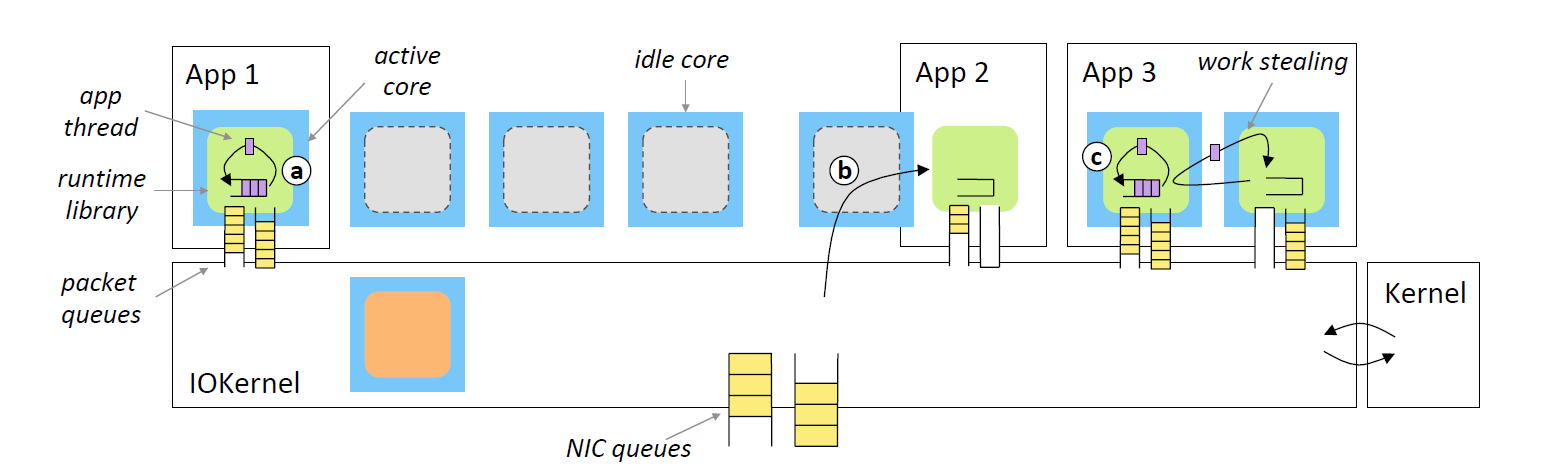 App 1
active
core
idle core
App 2
App 3
work stealing
app
thread
a
b
c
runtime
library
packet
queues
Kernel
IOKernel
NIC queues